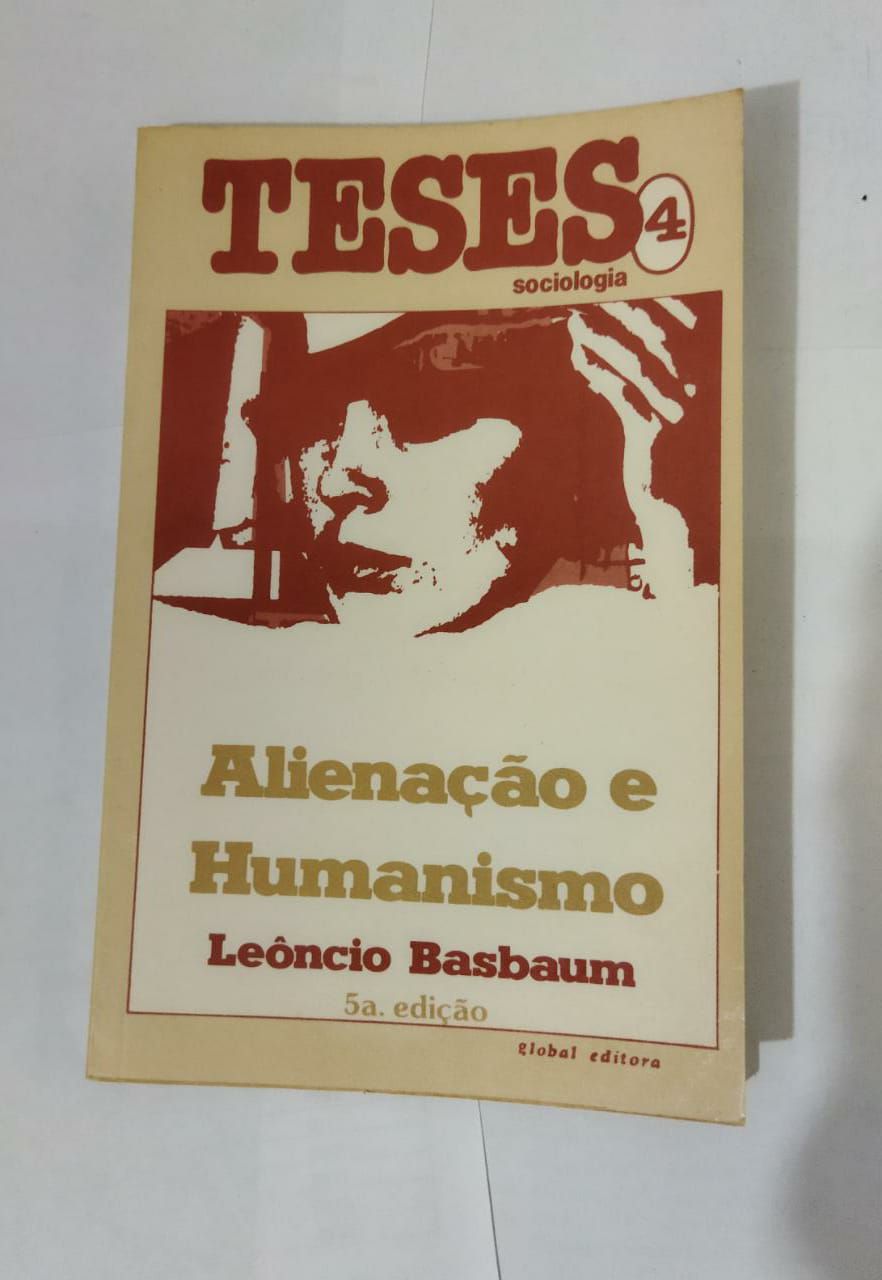 TESES 4
sociologia
Alienação e
Humanismo
Leôncio Basbaum
5a. edição
global editora